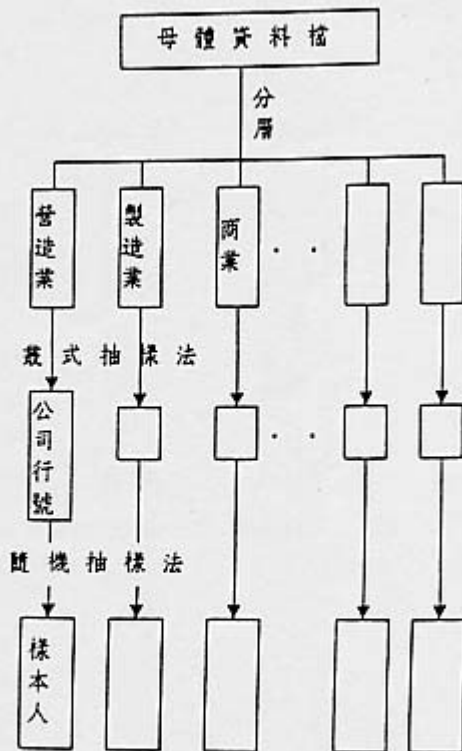 母體資料檔
分層
營造業
製造業
商業
叢式抽樣法
公司行號
隨機抽樣法
樣本人